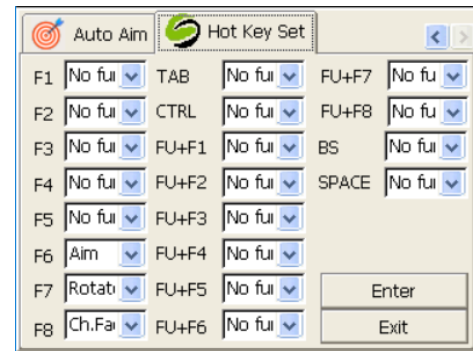 Auto Aim Hot Key Set
F1 No fu TAB No fu FU+F7 No fu
F2 No fu CTRL No fu FU+F8 No fu
F3 No fu FU+F1 No fu BS No fu
F4 No fu FU+F2 No fu SPACE No fu
F5 No fu FU+F3 No fu
F6 Aim FU+F4 No fu
F7 Rotat FU+F5 No fu Enter
F8 Ch.Fa FU+F6 No fu Exit